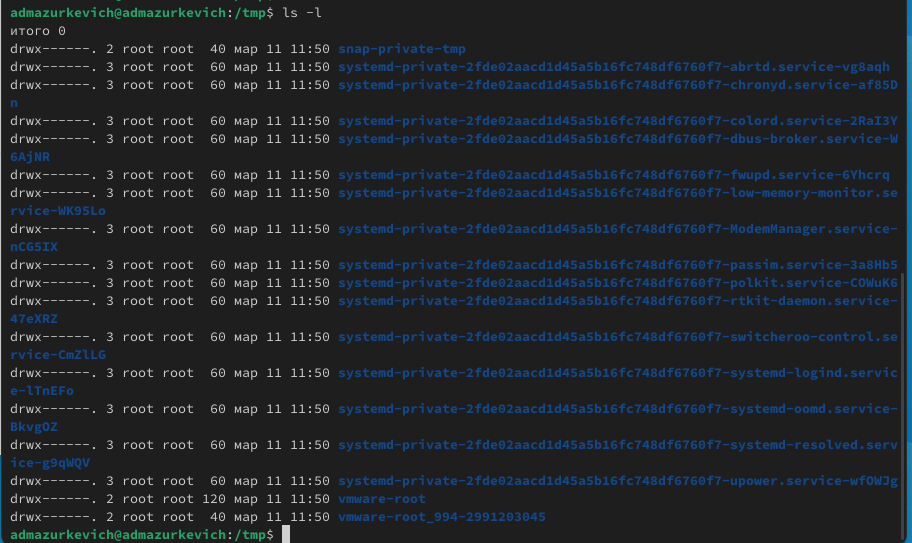 admazurkevich@admazurkevich:/tmp$ ls -l
итого 0
drwx------. 2 root root  40 мар 11 11:50 snap-private-tmp
drwx------. 3 root root  60 мар 11 11:50 systemd-private-2fde02aacd1d45a5b16fc748df6760f7-abrtd.service-vg8aqh
drwx------. 3 root root  60 мар 11 11:50 systemd-private-2fde02aacd1d45a5b16fc748df6760f7-chronyd.service-af85D
n
drwx------. 3 root root  60 мар 11 11:50 systemd-private-2fde02aacd1d45a5b16fc748df6760f7-colord.service-2RaI3Y
drwx------. 3 root root  60 мар 11 11:50 systemd-private-2fde02aacd1d45a5b16fc748df6760f7-dbus-broker.service-W
6AjNR
drwx------. 3 root root  60 мар 11 11:50 systemd-private-2fde02aacd1d45a5b16fc748df6760f7-fwupd.service-6Yhcrq
drwx------. 3 root root  60 мар 11 11:50 systemd-private-2fde02aacd1d45a5b16fc748df6760f7-low-memory-monitor.se
rvice-WK95Lo
drwx------. 3 root root  60 мар 11 11:50 systemd-private-2fde02aacd1d45a5b16fc748df6760f7-ModemManager.service-
nCG5IX
drwx------. 3 root root  60 мар 11 11:50 systemd-private-2fde02aacd1d45a5b16fc748df6760f7-passim.service-3a8Hb5
drwx------. 3 root root  60 мар 11 11:50 systemd-private-2fde02aacd1d45a5b16fc748df6760f7-polkit.service-COWuK6
drwx------. 3 root root  60 мар 11 11:50 systemd-private-2fde02aacd1d45a5b16fc748df6760f7-rtkit-daemon.service-
47eXRZ
drwx------. 3 root root  60 мар 11 11:50 systemd-private-2fde02aacd1d45a5b16fc748df6760f7-switcheroo-control.se
rvice-CmZlLG
drwx------. 3 root root  60 мар 11 11:50 systemd-private-2fde02aacd1d45a5b16fc748df6760f7-systemd-logind.servic
e-lTnEFo
drwx------. 3 root root  60 мар 11 11:50 systemd-private-2fde02aacd1d45a5b16fc748df6760f7-systemd-oomd.service-
BkvgOZ
drwx------. 3 root root  60 мар 11 11:50 systemd-private-2fde02aacd1d45a5b16fc748df6760f7-systemd-resolved.serv
ice-g9qWQV
drwx------. 3 root root  60 мар 11 11:50 systemd-private-2fde02aacd1d45a5b16fc748df6760f7-upower.service-wfOWJg
drwx------. 2 root root 120 мар 11 11:50 vmware-root
drwx------. 2 root root  40 мар 11 11:50 vmware-root_994-2991203045
admazurkevich@admazurkevich:/tmp$